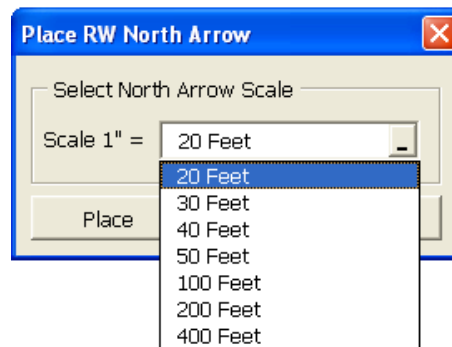 Place RW North Arrow
Select North Arrow Scale
Scale 1" = 20 Feet
20 Feet
30 Feet
Place
40 Feet
50 Feet
100 Feet
200 Feet
400 Feet